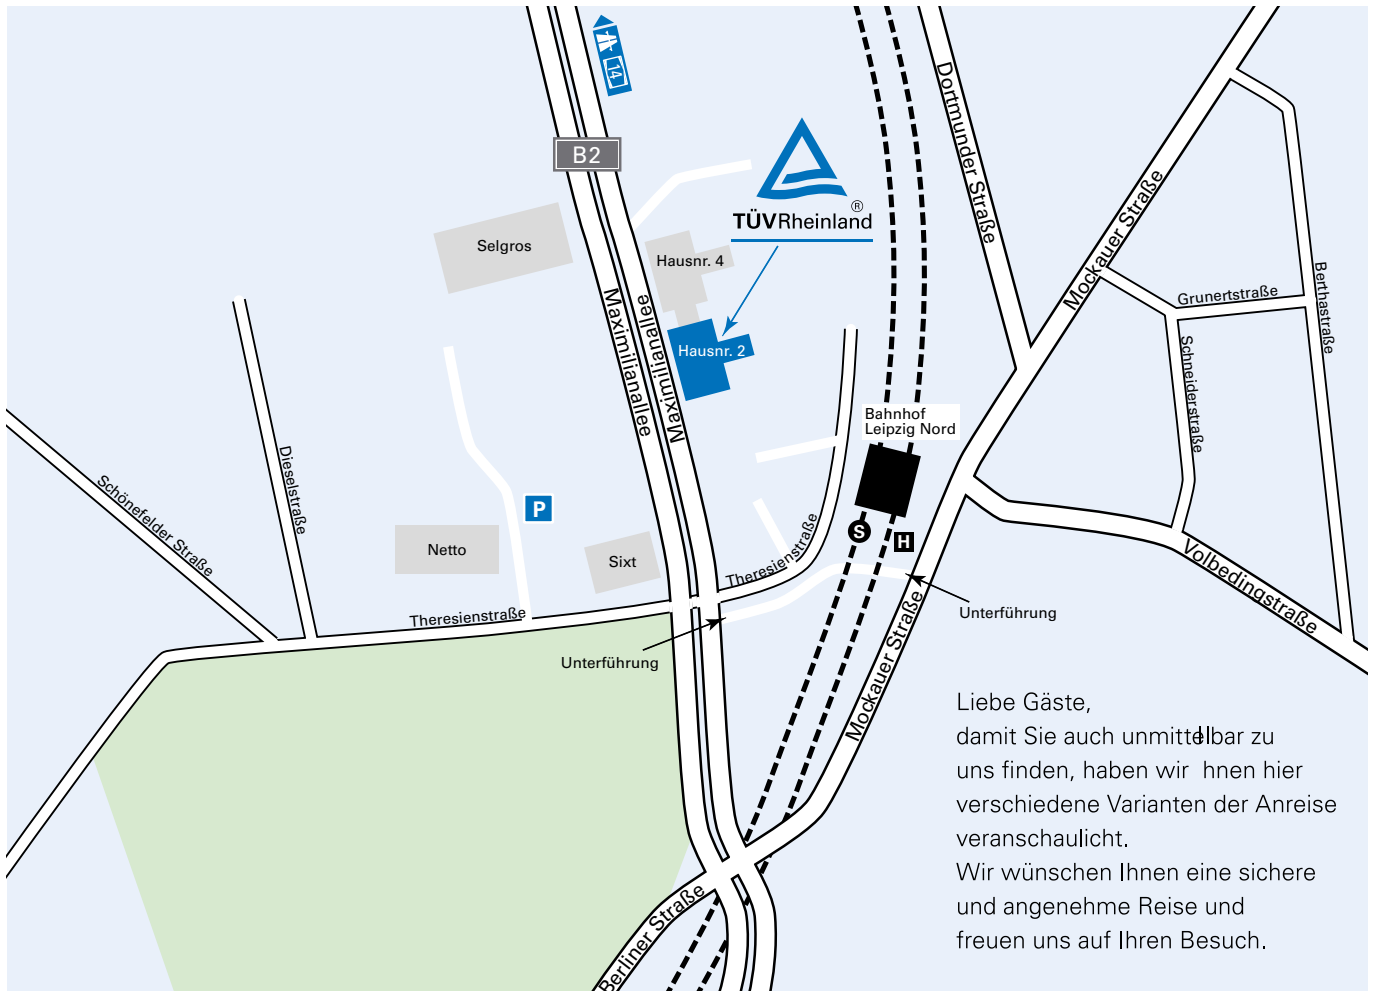 14
B2
TÜVRheinland
®
Selgros
Hausnr. 4
Hausnr. 2
Maximilianallee
Maximilianallee
Dortmunder Straße
Mockauer Straße
Berthastraße
Grunertstraße
Schneiderstraße
Bahnhof
Leipzig Nord
Dieselstraße
Schönefelder Straße
P
Netto
Sixt
S
H
Theresienstraße
Theresienstraße
Volbedingstraße
Unterführung
Unterführung
Mockauer Straße
Berliner Straße
Liebe Gäste,
damit Sie auch unmittelbar zu
uns finden, haben wir hnen hier
verschiedene Varianten der Anreise
veranschaulicht.
Wir wünschen Ihnen eine sichere
und angenehme Reise und
freuen uns auf Ihren Besuch.